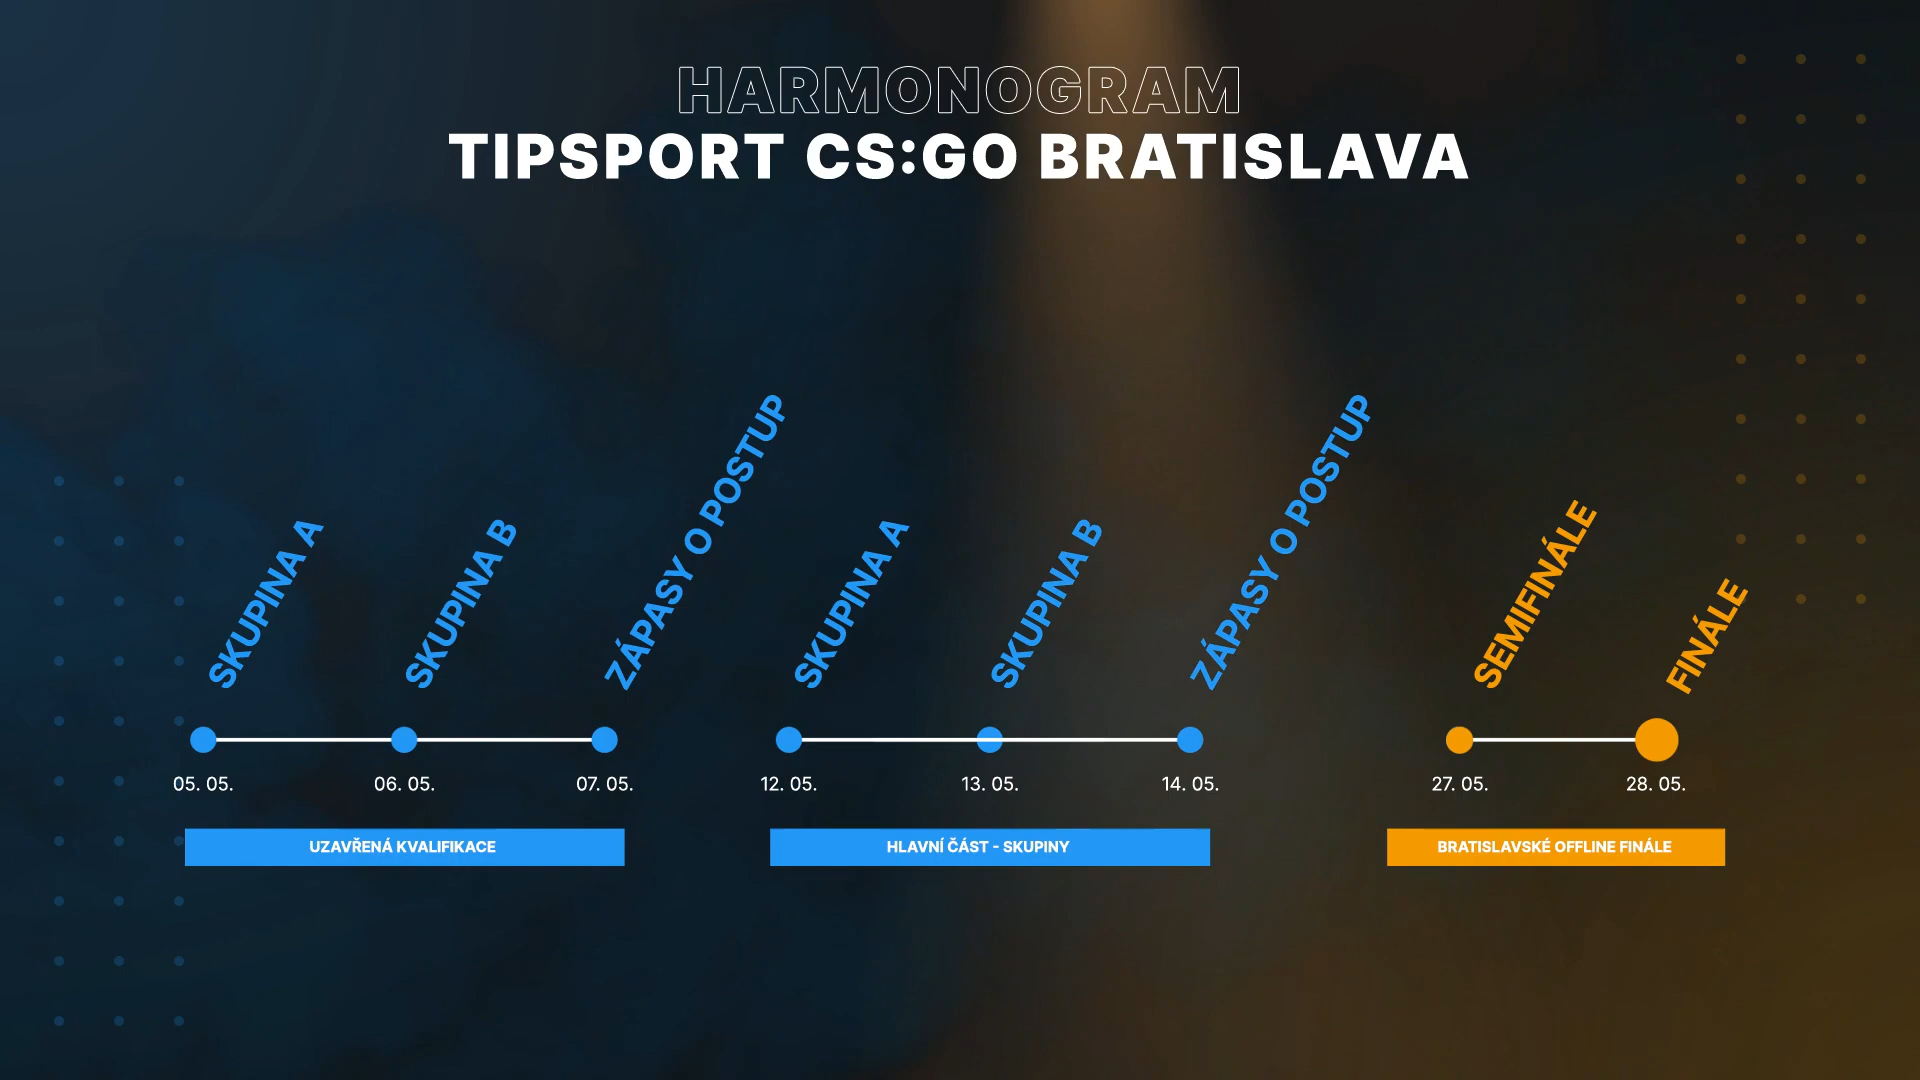 HARMONOGRAM
TIPSPORT CS:GO BRATISLAVA
SKUPINA A
SKUPINA B
ZÁPASY O POSTUP
SKUPINA A
SKUPINA B
ZÁPASY O POSTUP
SEMIFINÁLE
FINÁLE
05. 05.
06. 05.
07. 05.
12. 05.
13. 05.
14. 05.
27. 05.
28. 05.
UZAVŘENÁ KVALIFIKACE
HLAVNÍ ČÁST - SKUPINY
BRATISLAVSKÉ OFFLINE FINÁLE